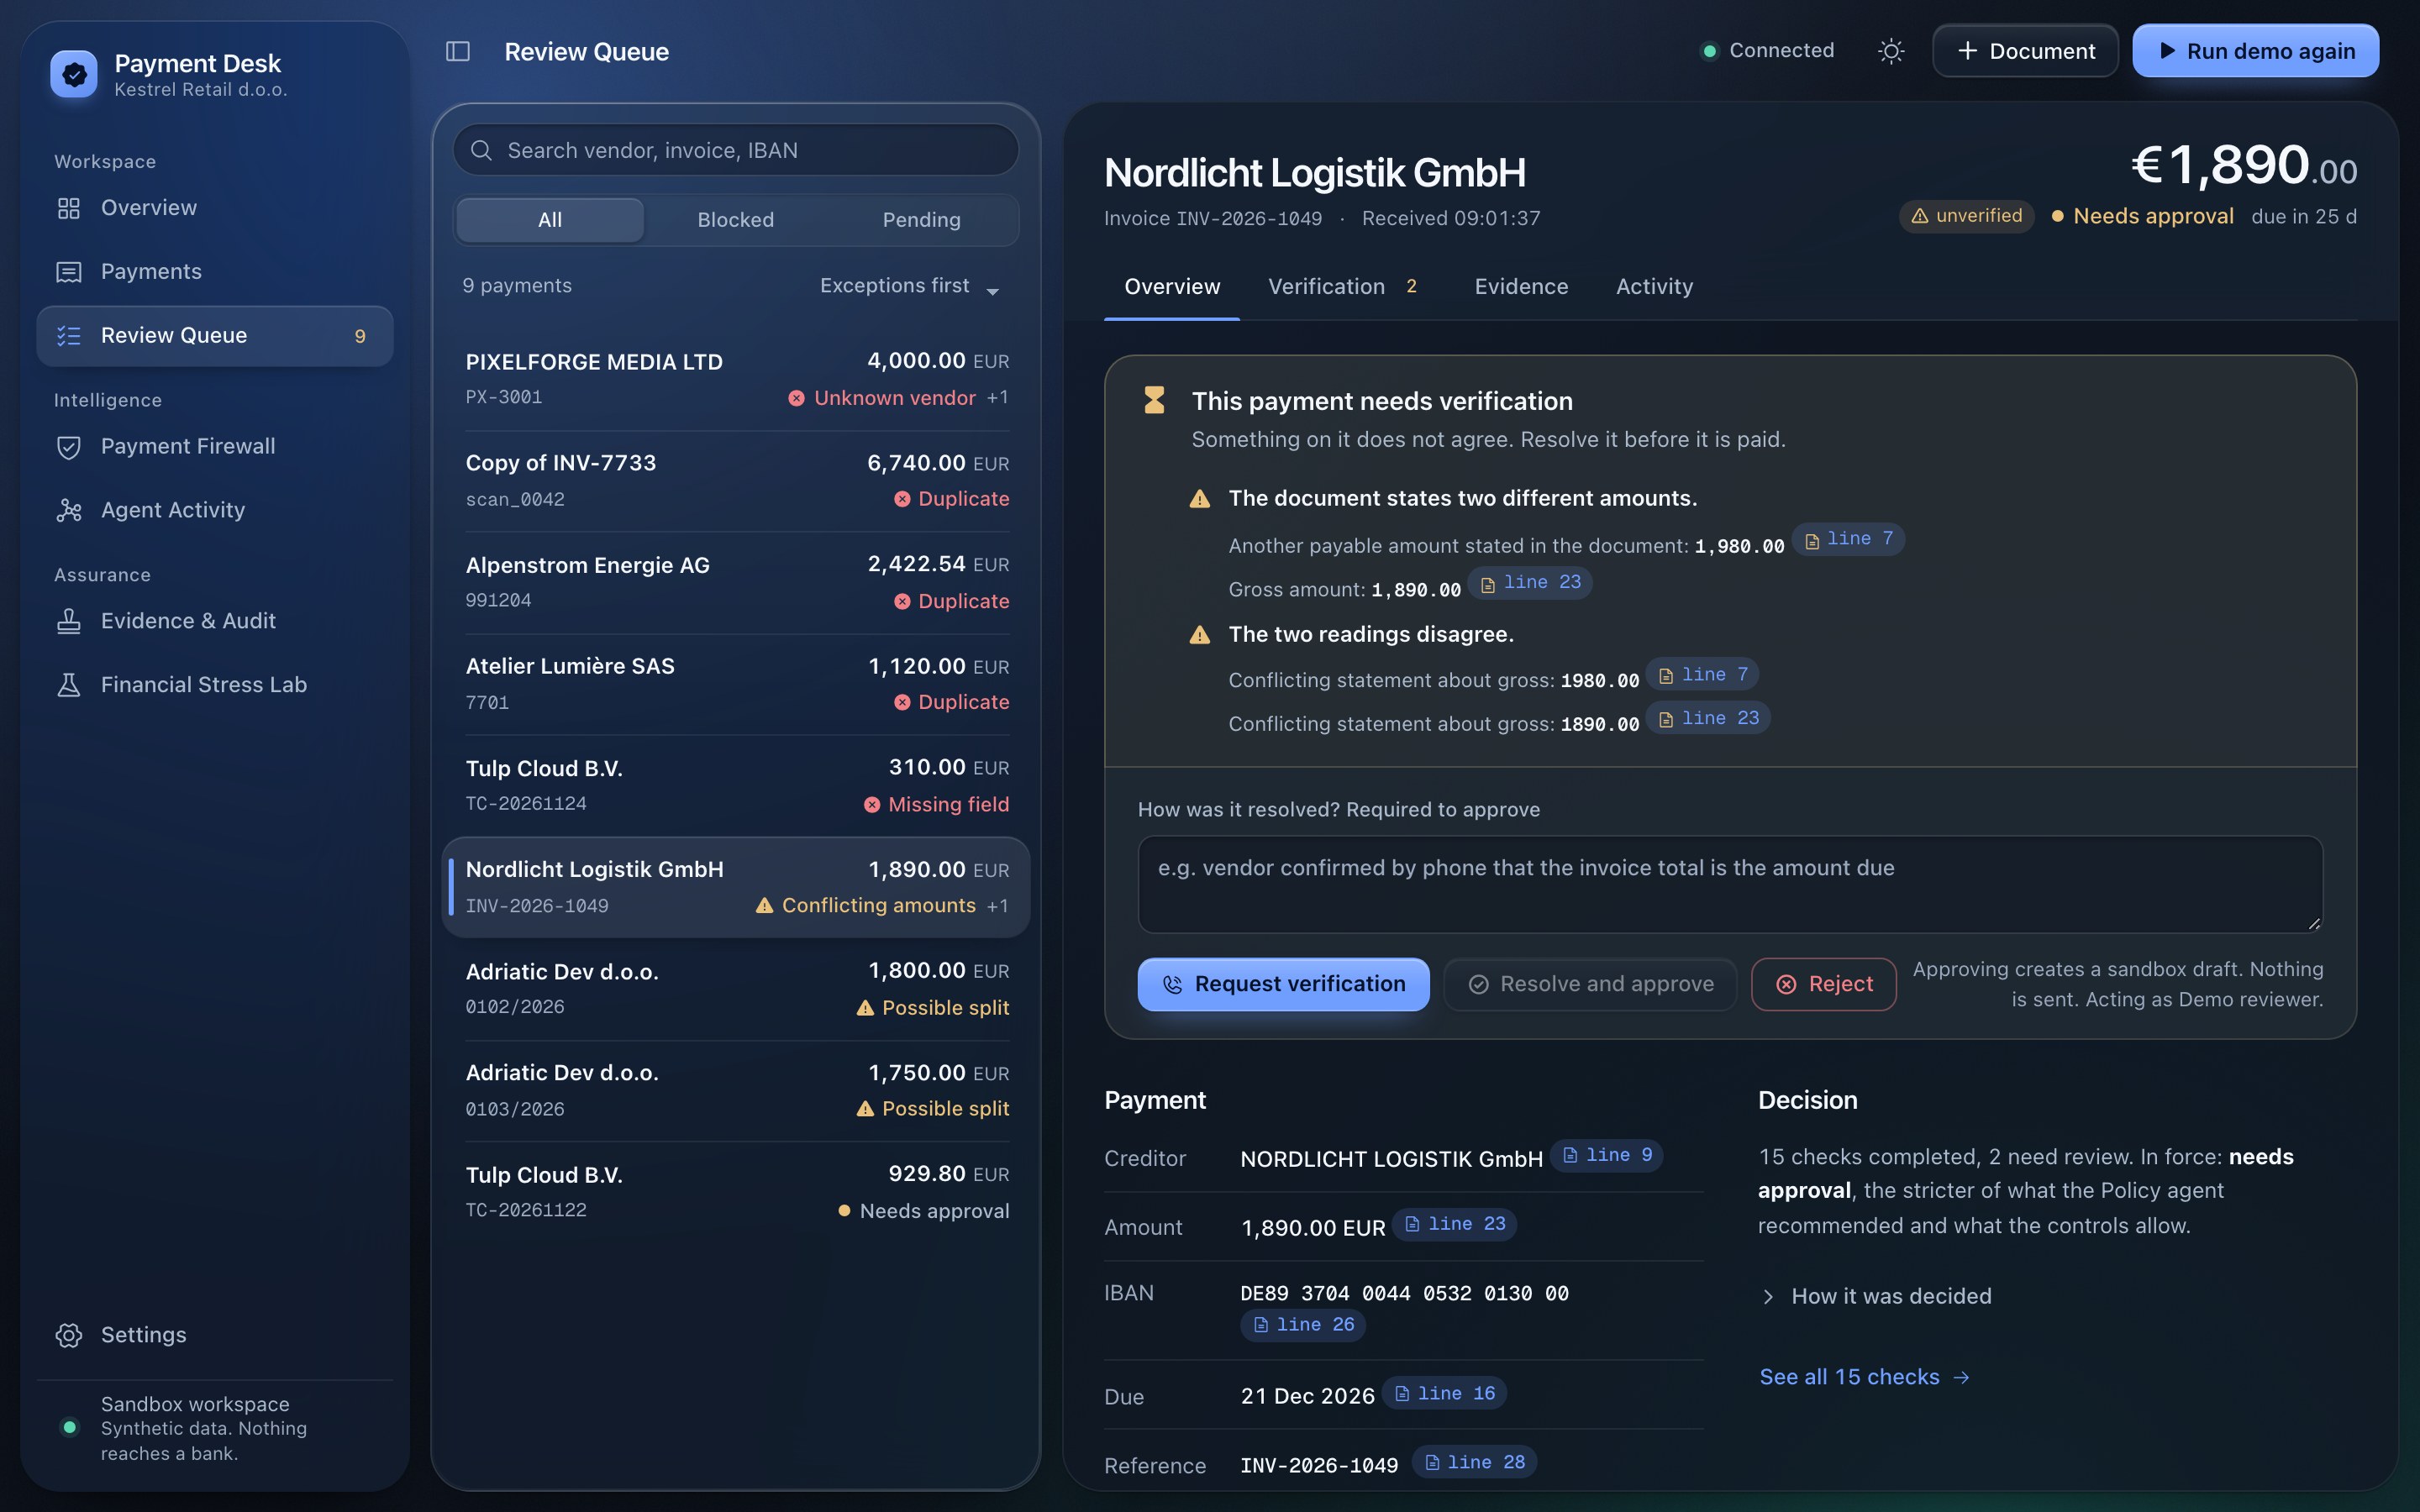 Payment Desk
Kestrel Retail d.o.o.
Workspace
Overview
Payments
Review Queue 9
Intelligence
Payment Firewall
Agent Activity
Assurance
Evidence & Audit
Financial Stress Lab
Settings
Sandbox workspace
Synthetic data. Nothing
reaches a bank.
Review Queue
Connected
Document
Run demo again
Search vendor, invoice, IBAN
All Blocked Pending
9 payments Exceptions first
PIXELFORGE MEDIA LTD 4,000.00 EUR
PX-3001 Unknown vendor +1
Copy of INV-7733 6,740.00 EUR
scan_0042 Duplicate
Alpenstrom Energie AG 2,422.54 EUR
991204 Duplicate
Atelier Lumière SAS 1,120.00 EUR
7701 Duplicate
Tulp Cloud B.V. 310.00 EUR
TC-20261124 Missing field
Nordlicht Logistik GmbH 1,890.00 EUR
INV-2026-1049 Conflicting amounts +1
Adriatic Dev d.o.o. 1,800.00 EUR
0102/2026 Possible split
Adriatic Dev d.o.o. 1,750.00 EUR
0103/2026 Possible split
Tulp Cloud B.V. 929.80 EUR
TC-20261122 Needs approval
Nordlicht Logistik GmbH €1,890.00
Invoice INV-2026-1049 · Received 09:01:37 unverified Needs approval due in 25 d
Overview Verification 2 Evidence Activity
This payment needs verification
Something on it does not agree. Resolve it before it is paid.
The document states two different amounts.
Another payable amount stated in the document: 1,980.00 line 7
Gross amount: 1,890.00 line 23
The two readings disagree.
Conflicting statement about gross: 1980.00 line 7
Conflicting statement about gross: 1890.00 line 23
How was it resolved? Required to approve
e.g. vendor confirmed by phone that the invoice total is the amount due
Request verification Resolve and approve Reject
Approving creates a sandbox draft. Nothing
is sent. Acting as Demo reviewer.
Payment
Creditor NORDLICHT LOGISTIK GmbH line 9
Amount 1,890.00 EUR line 23
IBAN DE89 3704 0044 0532 0130 00
line 26
Due 21 Dec 2026 line 16
Reference INV-2026-1049 line 28
Decision
15 checks completed, 2 need review. In force: needs
approval, the stricter of what the Policy agent
recommended and what the controls allow.
How it was decided
See all 15 checks →